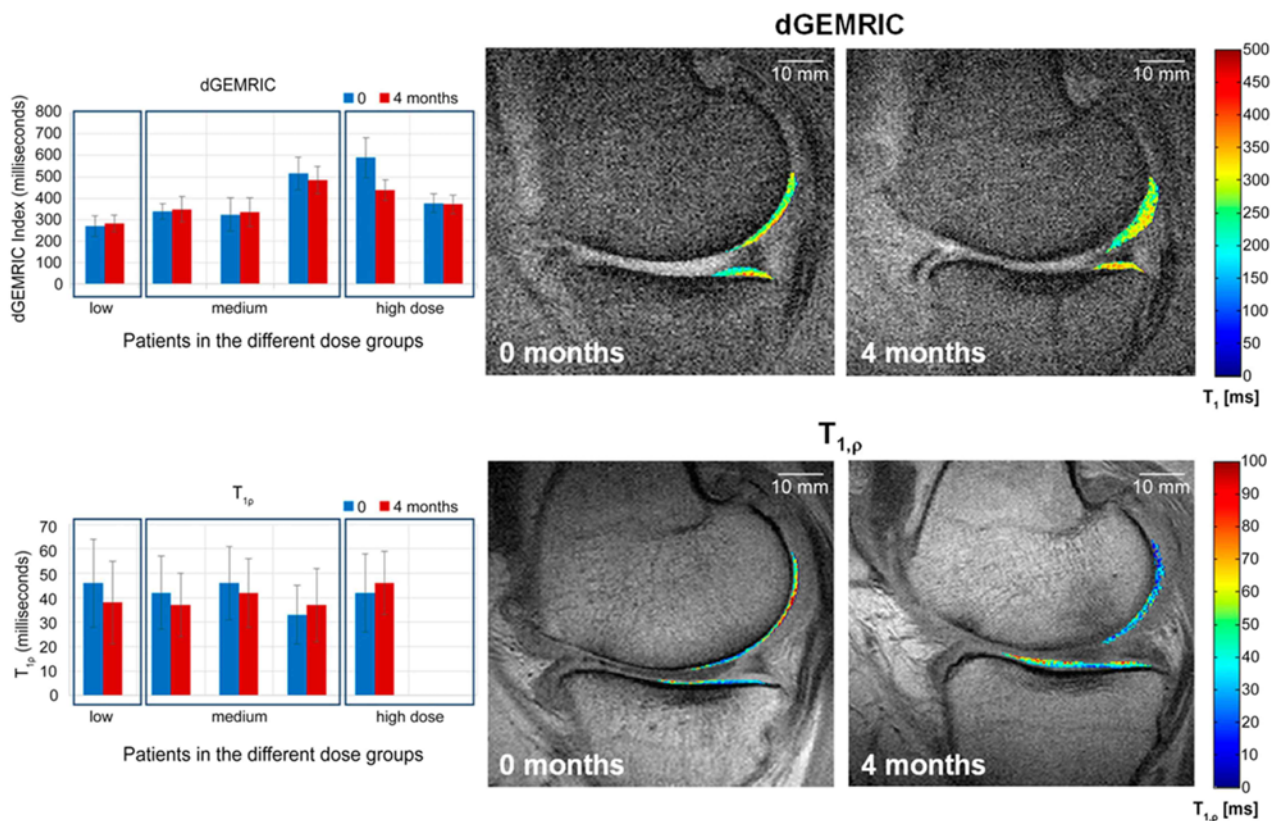 dGEMRIC
dGEMRIC
0 4 months
dGEMRIC Index (milliseconds)
800
700
600
500
400
300
200
100
0
low medium high dose
Patients in the different dose groups
10 mm
0 months
10 mm
4 months
500
450
400
350
300
250
200
150
100
50
0
T1 [ms]
T1,ρ
T1ρ
0 4 months
T1ρ (milliseconds)
70
60
50
40
30
20
10
0
low medium high dose
Patients in the different dose groups
10 mm
0 months
10 mm
4 months
100
90
80
70
60
50
40
30
20
10
0
T1,ρ [ms]